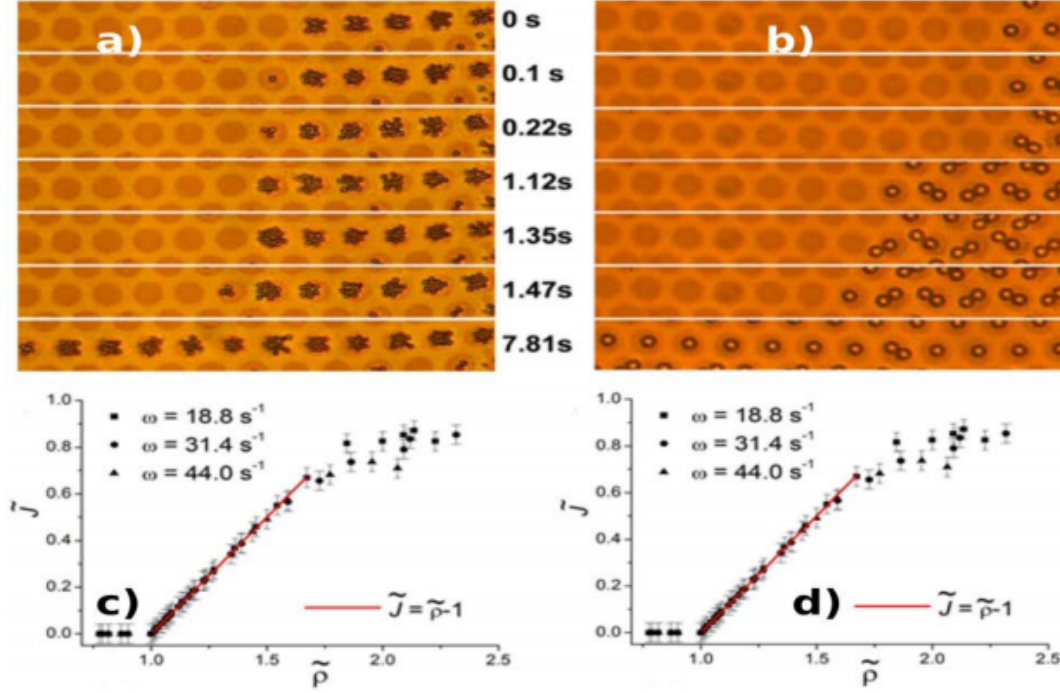 a)
0 s
0.1 s
0.22s
1.12s
1.35s
1.47s
7.81s
b)
1.0
0.8
0.6
0.4
0.2
0.0
J̃
ω = 18.8 s⁻¹
ω = 31.4 s⁻¹
ω = 44.0 s⁻¹
c)
J̃ = ρ̃-1
1.0 1.5 2.0 2.5
ρ̃
1.0
0.8
0.6
0.4
0.2
0.0
J̃
ω = 18.8 s⁻¹
ω = 31.4 s⁻¹
ω = 44.0 s⁻¹
d)
J̃ = ρ̃-1
1.0 1.5 2.0 2.5
ρ̃